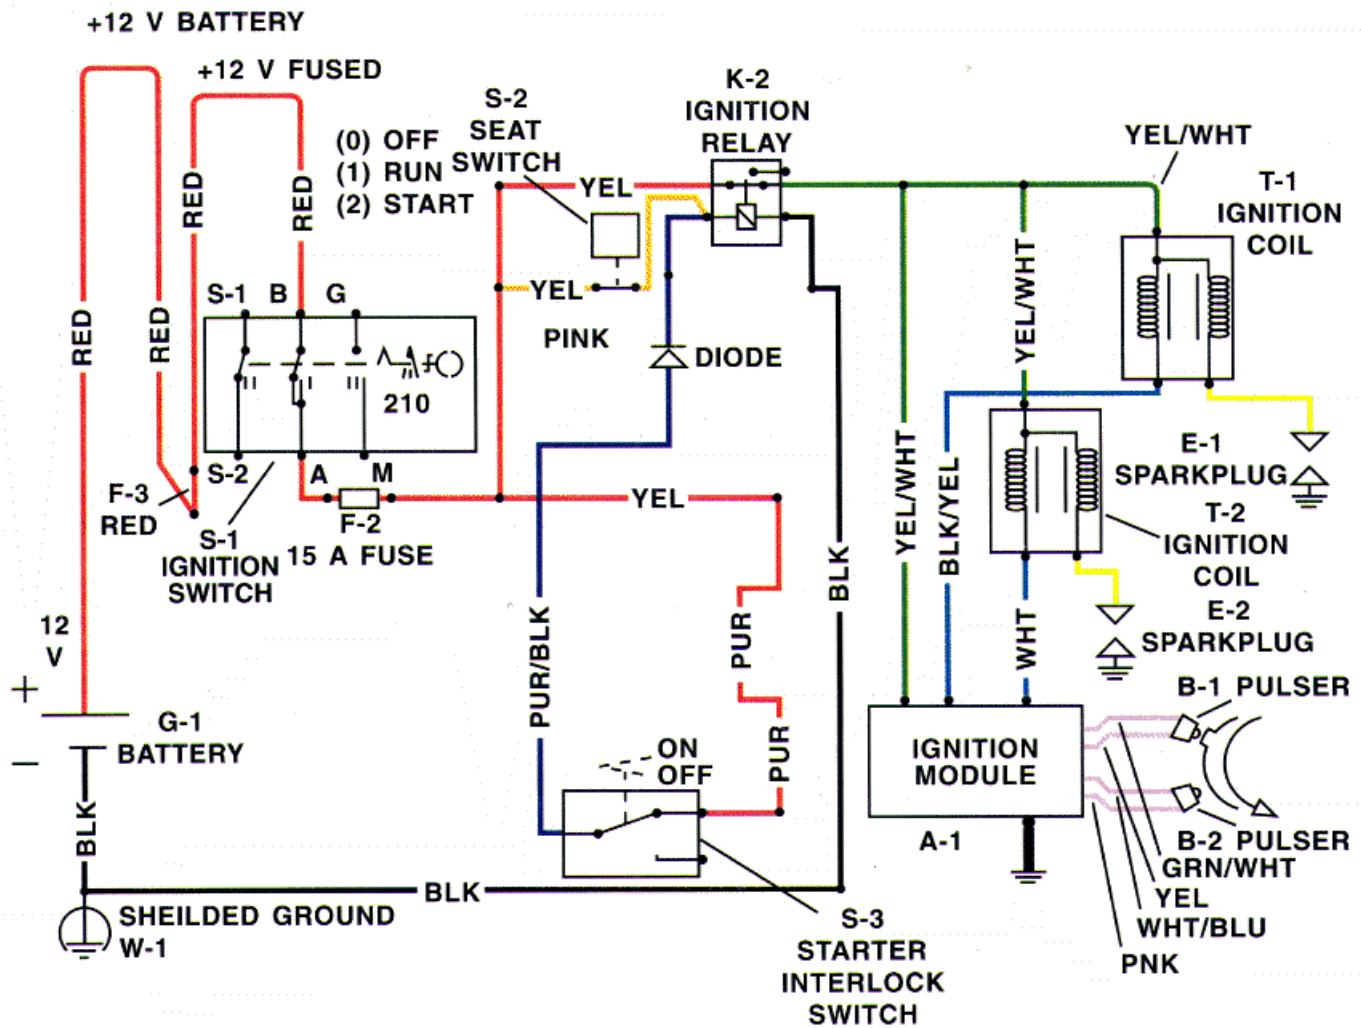 +12 V BATTERY
+12 V FUSED
(0) OFF
(1) RUN
(2) START
S-2
SEAT
SWITCH
K-2
IGNITION
RELAY
YEL/WHT
T-1
IGNITION
COIL
RED
RED
RED
RED
YEL
YEL
PINK
DIODE
S-1
B
G
210
S-2
A
M
F-3
RED
S-1
IGNITION
SWITCH
F-2
15 A FUSE
YEL
YEL/WHT
YEL/WHT
BLK/YEL
E-1
SPARKPLUG
T-2
IGNITION
COIL
E-2
SPARKPLUG
WHT
BLK
PUR/BLK
PUR
PUR
12
V
+
−
G-1
BATTERY
BLK
ON
OFF
IGNITION
MODULE
A-1
B-1 PULSER
B-2 PULSER
GRN/WHT
YEL
WHT/BLU
PNK
BLK
SHEILDED GROUND
W-1
S-3
STARTER
INTERLOCK
SWITCH